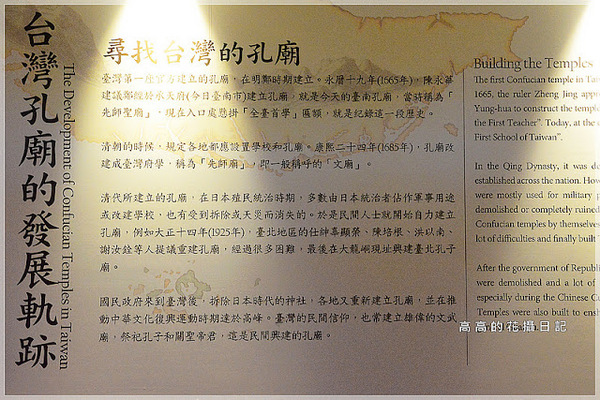 台灣孔廟的發展軌跡
The Development of Confucian Temples in Taiwan
尋找台灣的孔廟
臺灣第一座官方建立的孔廟，在明鄭時期建立。永曆十九年(1665年)，陳永華
建議鄭經於承天府(今日臺南市)建立孔廟，就是今天的臺南孔廟，當時稱為「
先師聖廟」，現在入口處懸掛「全臺首學」匾額，就是紀錄這一段歷史。
清朝的時候，規定各地都應設置學校和孔廟。康熙二十四年(1685年)，孔廟改
建成臺灣府學，稱為「先師廟」，即一般稱呼的「文廟」。
清代所建立的孔廟，在日本殖民統治時期，多數由日本統治者佔作軍事用途
或改建學校，也有受到拆除或天災而消失的。於是民間人士就開始自力建立
孔廟，例如大正十四年(1925年)，臺北地區的仕紳辜顯榮、陳培根、洪以南、
謝汝銓等人提議重建孔廟，經過很多困難，最後在大龍峒現址興建臺北孔子
廟。
國民政府來到臺灣後，拆除日本時代的神社，各地又重新建立孔廟，並在推
動中華文化復興運動時期達於高峰。臺灣的民間信仰，也常建立雄偉的文武
廟，祭祀孔子和關聖帝君，這是民間興建的孔廟。
Building the Temples
The first Confucian temple in Taiw
1665, the ruler Zheng Jing appo
Yung-hua to construct the temple
the First Teacher". Today, at the e
First School of Taiwan".
In the Qing Dynasty, it was de
established across the nation. How
were mostly used for military p
demolished or completely ruined
Confucian temples by themselves
lot of difficulties and finally built T
After the government of Republi
were demolished and a lot of
especially during the Chinese Cu
Temples were also built to ensh
高高的花攝日記